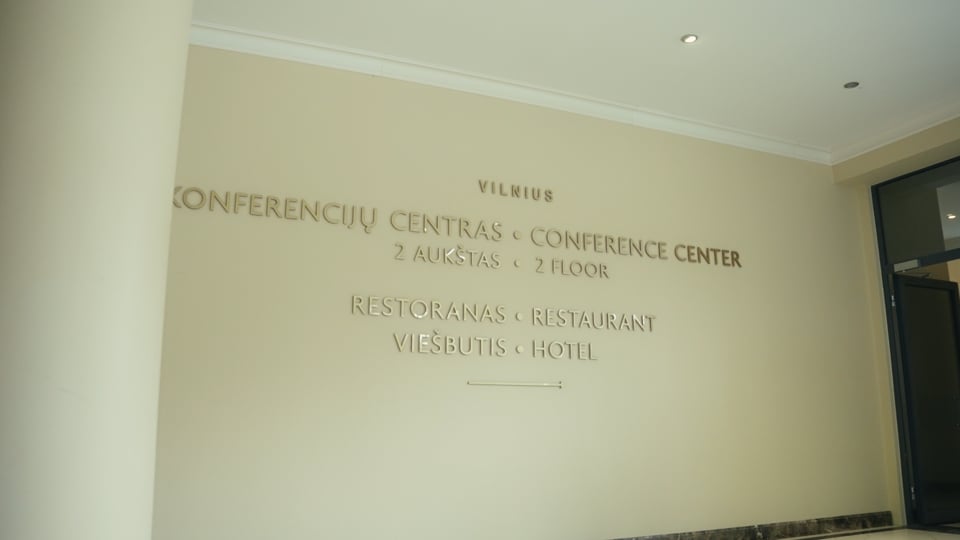 VILNIUS
KONFERENCIJŲ CENTRAS • CONFERENCE CENTER
2 AUKŠTAS • 2 FLOOR
RESTORANAS • RESTAURANT
VIEŠBUTIS • HOTEL